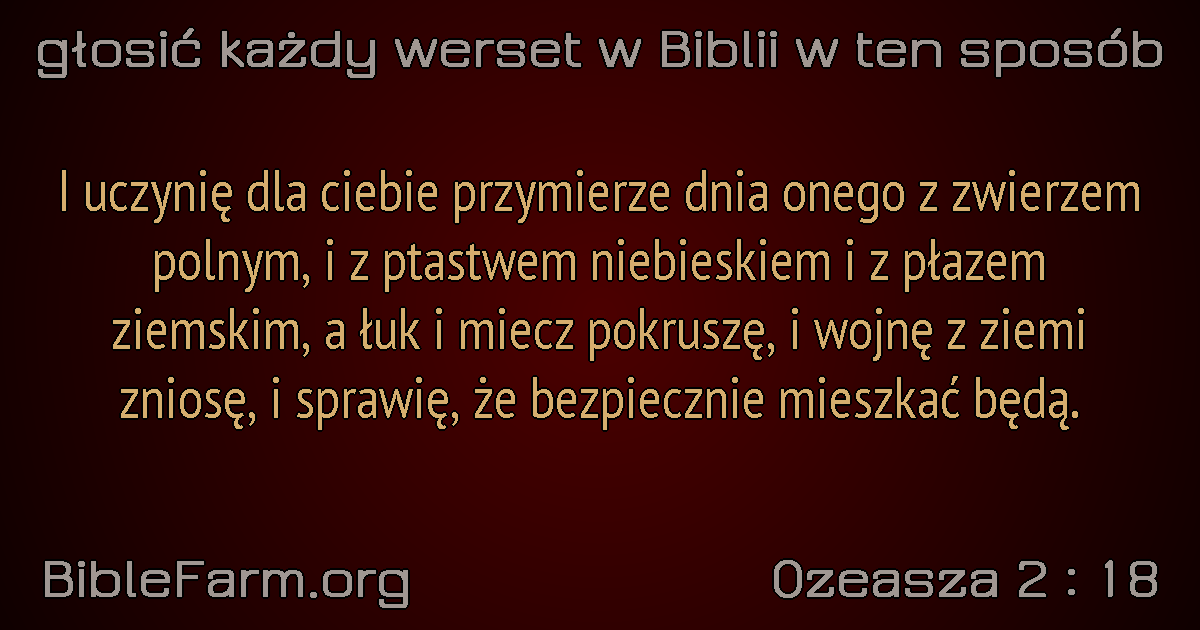 głosić każdy werset w Biblii w ten sposób
I uczynię dla ciebie przymierze dnia onego z zwierzem
polnym, i z ptastwem niebieskiem i z płazem
ziemskim, a łuk i miecz pokruszę, i wojnę z ziemi
zniosę, i sprawię, że bezpiecznie mieszkać będą.
BibleFarm.org
Ozeasza 2 : 18